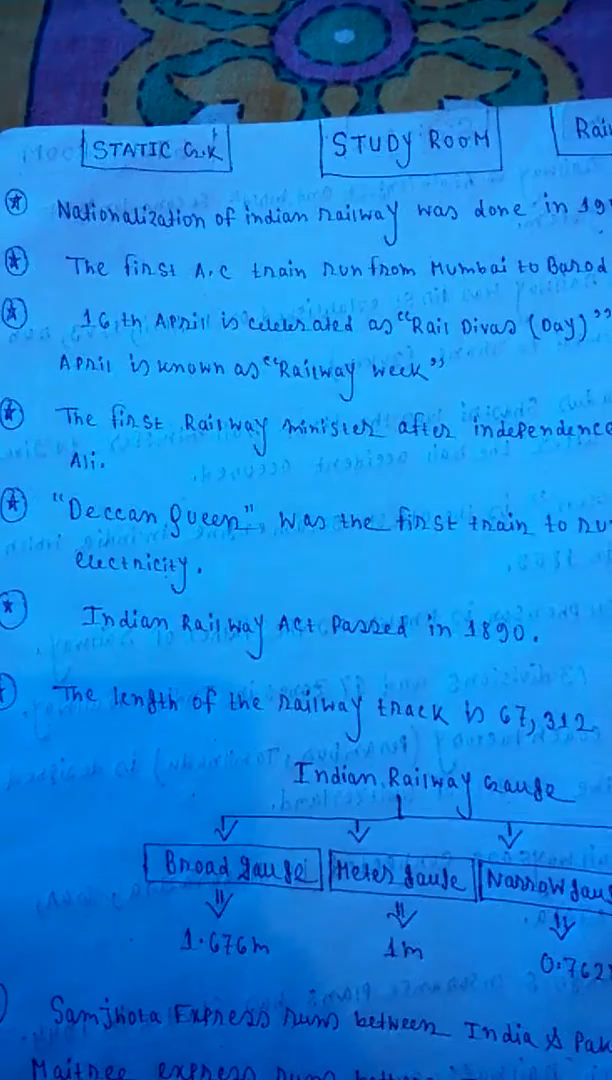 STATIC G.K
STUDY ROOM
Rai
Nationalization of indian railway was done in 19
The first A.C train run from Mumbai to Barod
16th April is celebrated as "Rail Divas (Day)"
April is known as "Railway week"
The first Railway minister after independence
Ali.
"Deccan queen" was the first train to ru
electricity.
Indian Railway Act Passed in 1890.
The length of the railway track is 67,312
Indian Railway Gauge
Broad gauge Meter gauge Narrow gau
1.676m 1m 0.762
Samjhota Express runs between India & Pak
Maitree express runs